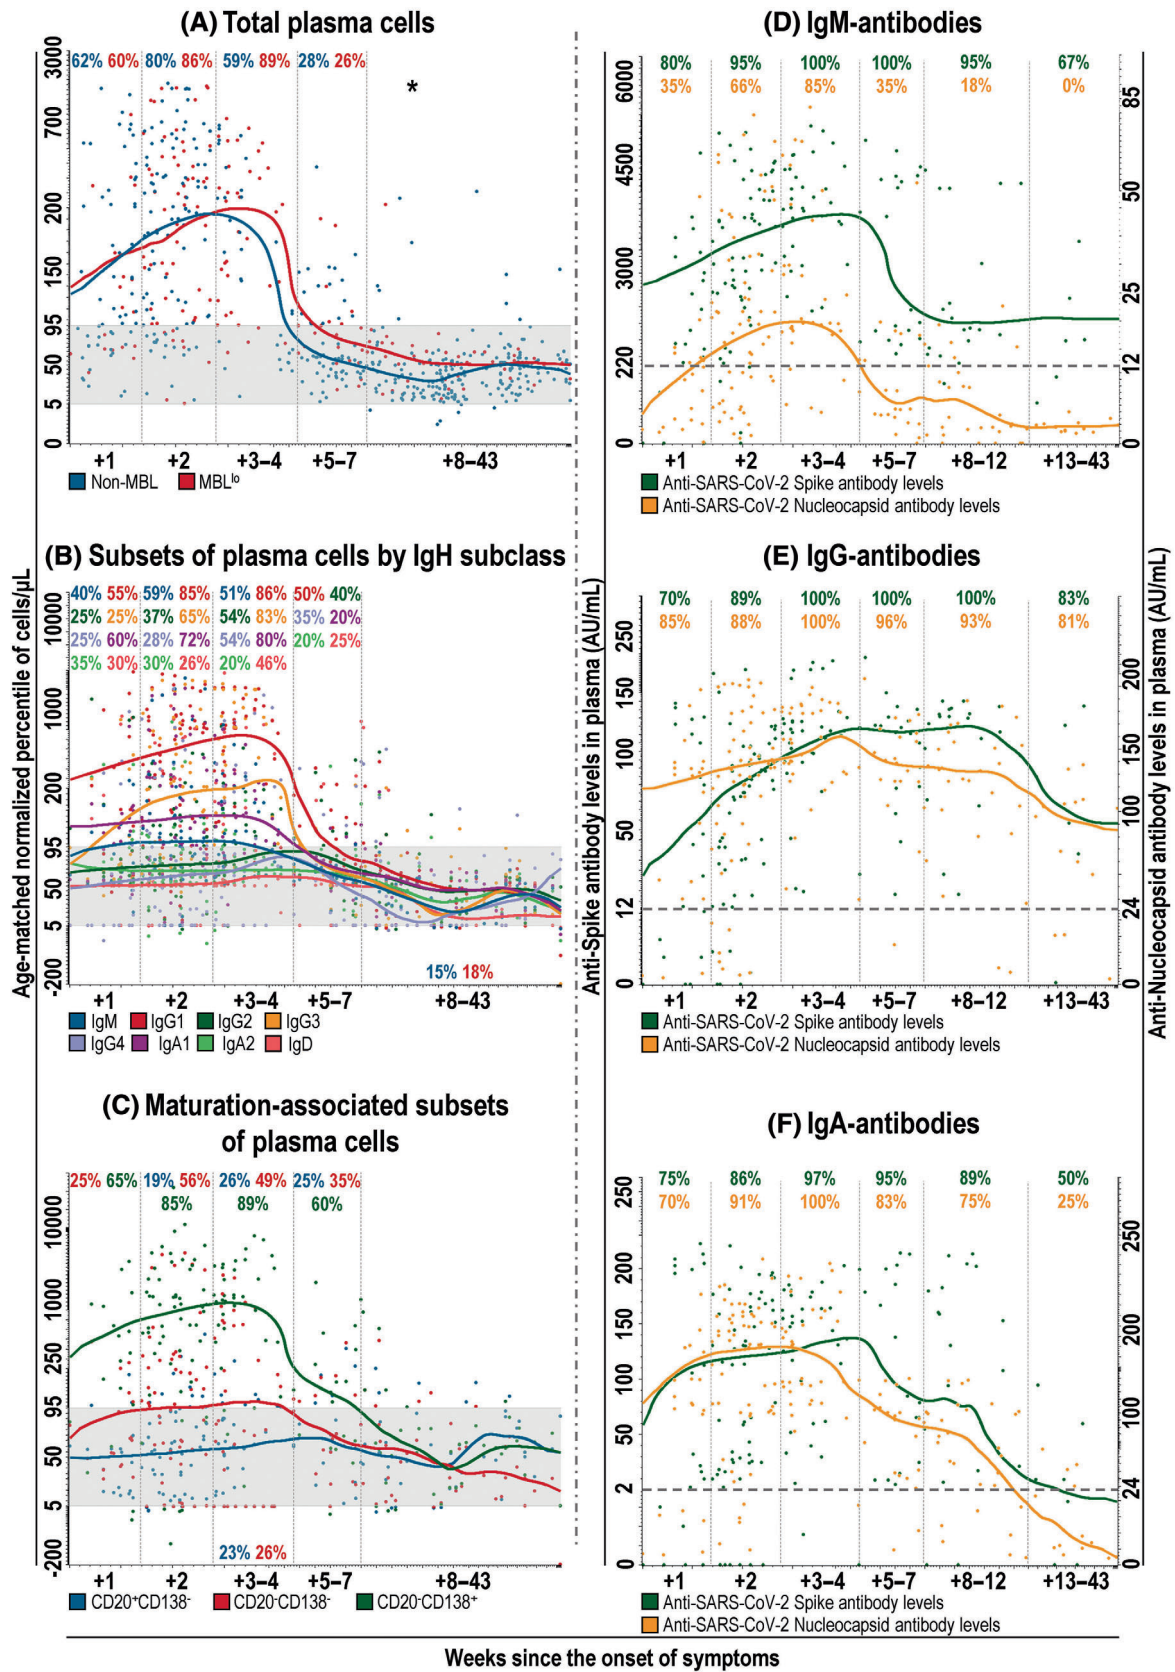 (A) Total plasma cells
62% 60% 80% 86% 59% 89% 28% 26%
*
3000
700
200
150
95
50
5
0
+1 +2 +3–4 +5–7 +8–43
Non-MBL MBLlo
(B) Subsets of plasma cells by IgH subclass
40% 55% 59% 85% 51% 86% 50% 40%
25% 25% 37% 65% 54% 83% 35% 20%
25% 60% 28% 72% 54% 80% 20% 25%
35% 30% 30% 26% 20% 46%
10000
1000
200
95
50
5
-200
15% 18%
+1 +2 +3–4 +5–7 +8–43
IgM IgG1 IgG2 IgG3
IgG4 IgA1 IgA2 IgD
(C) Maturation-associated subsets
of plasma cells
25% 65% 19% 56% 26% 49% 25% 35%
85% 89% 60%
10000
1000
250
95
50
5
-200
23% 26%
+1 +2 +3–4 +5–7 +8–43
CD20+CD138- CD20-CD138- CD20-CD138+
Age-matched normalized percentile of cells/µL
(D) IgM-antibodies
80% 95% 100% 100% 95% 67%
35% 66% 85% 35% 18% 0%
6000
4500
3000
220
0
85
50
25
12
0
+1 +2 +3–4 +5–7 +8–12 +13–43
Anti-SARS-CoV-2 Spike antibody levels
Anti-SARS-CoV-2 Nucleocapsid antibody levels
(E) IgG-antibodies
70% 89% 100% 100% 100% 83%
85% 88% 100% 96% 93% 81%
250
150
100
50
12
0
200
150
100
24
0
+1 +2 +3–4 +5–7 +8–12 +13–43
Anti-SARS-CoV-2 Spike antibody levels
Anti-SARS-CoV-2 Nucleocapsid antibody levels
(F) IgA-antibodies
75% 86% 97% 95% 89% 50%
70% 91% 100% 83% 75% 25%
250
200
150
100
50
2
0
250
200
100
24
0
+1 +2 +3–4 +5–7 +8–12 +13–43
Anti-SARS-CoV-2 Spike antibody levels
Anti-SARS-CoV-2 Nucleocapsid antibody levels
Anti-Spike antibody levels in plasma (AU/mL)
Anti-Nucleocapsid antibody levels in plasma (AU/mL)
Weeks since the onset of symptoms